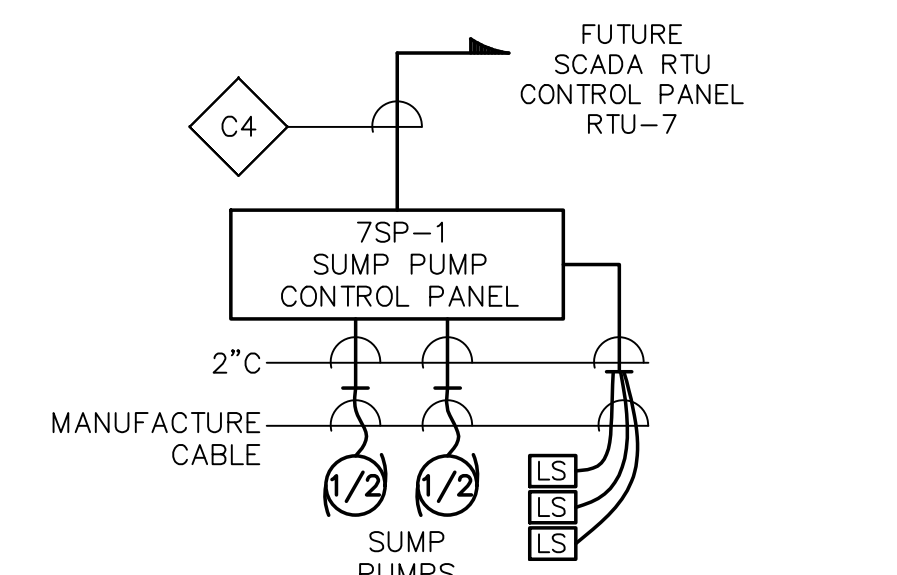 FUTURE
SCADA RTU
CONTROL PANEL
RTU-7
C4
7SP-1
SUMP PUMP
CONTROL PANEL
2"C
MANUFACTURE
CABLE
1/2
1/2
LS
LS
LS
SUMP
PUMPS